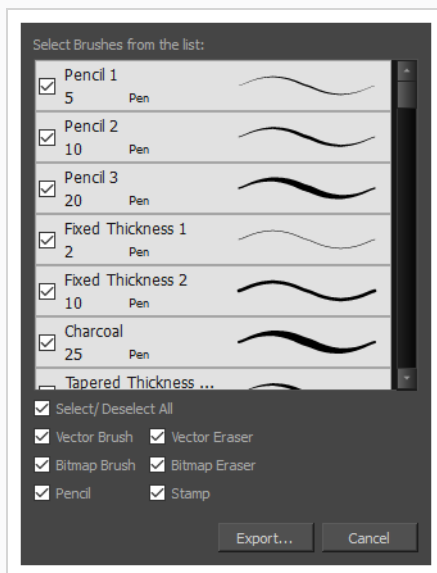 Select Brushes from the list:
Pencil 1
5 Pen
Pencil 2
10 Pen
Pencil 3
20 Pen
Fixed Thickness 1
2 Pen
Fixed Thickness 2
10 Pen
Charcoal
25 Pen
Tapered Thickness ...
Select/ Deselect All
Vector Brush Vector Eraser
Bitmap Brush Bitmap Eraser
Pencil Stamp
Export... Cancel